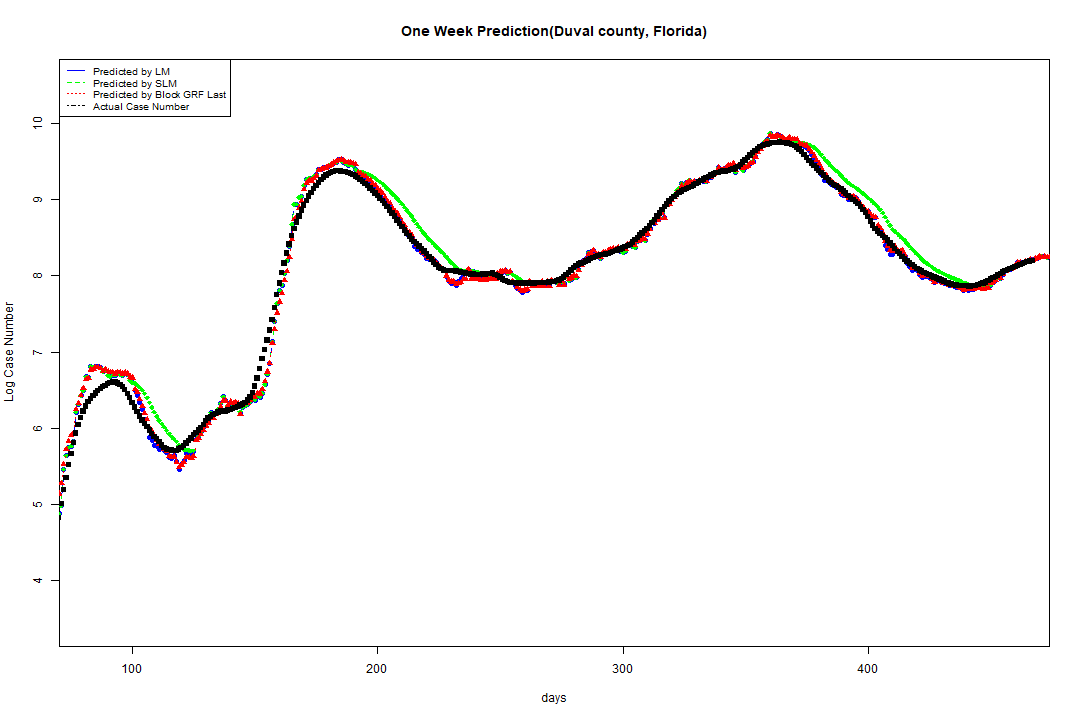 One Week Prediction(Duval county, Florida)
Predicted by LM
Predicted by SLM
Predicted by Block GRF Last
Actual Case Number
10
9
8
7
6
5
4
Log Case Number
100
200
300
400
days